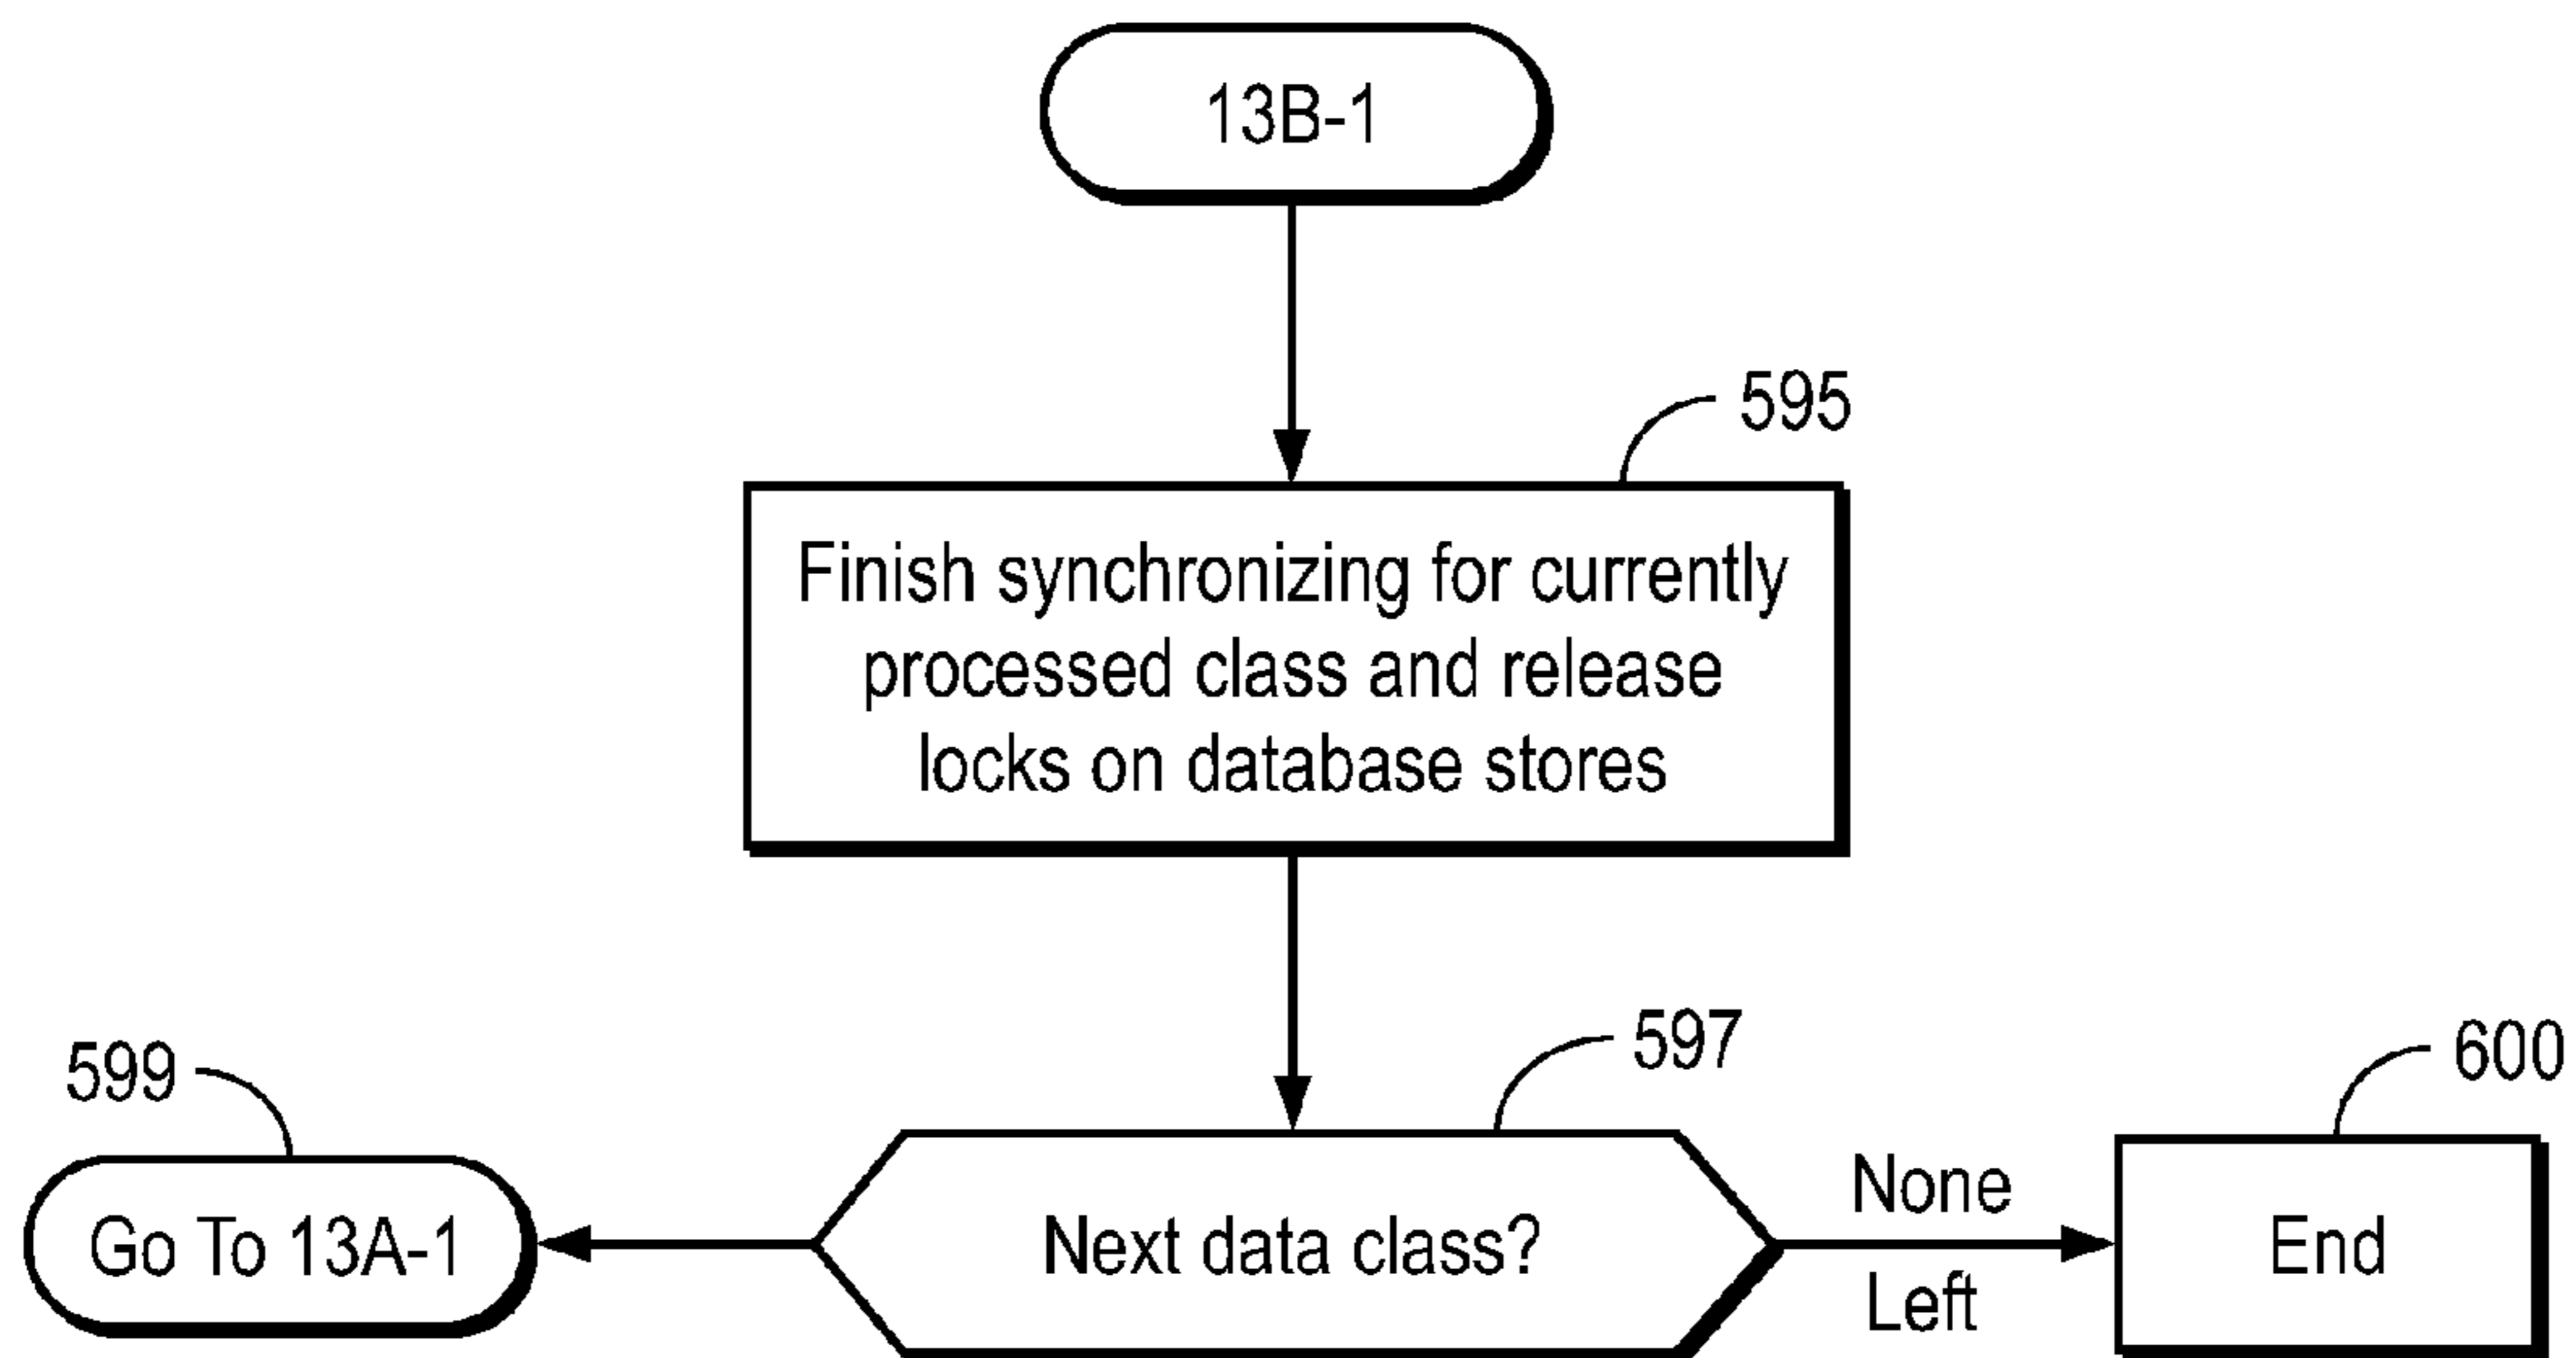 13B-1
595
Finish synchronizing for currently
processed class and release
locks on database stores
599
597
600
Go To 13A-1
Next data class?
None
Left
End